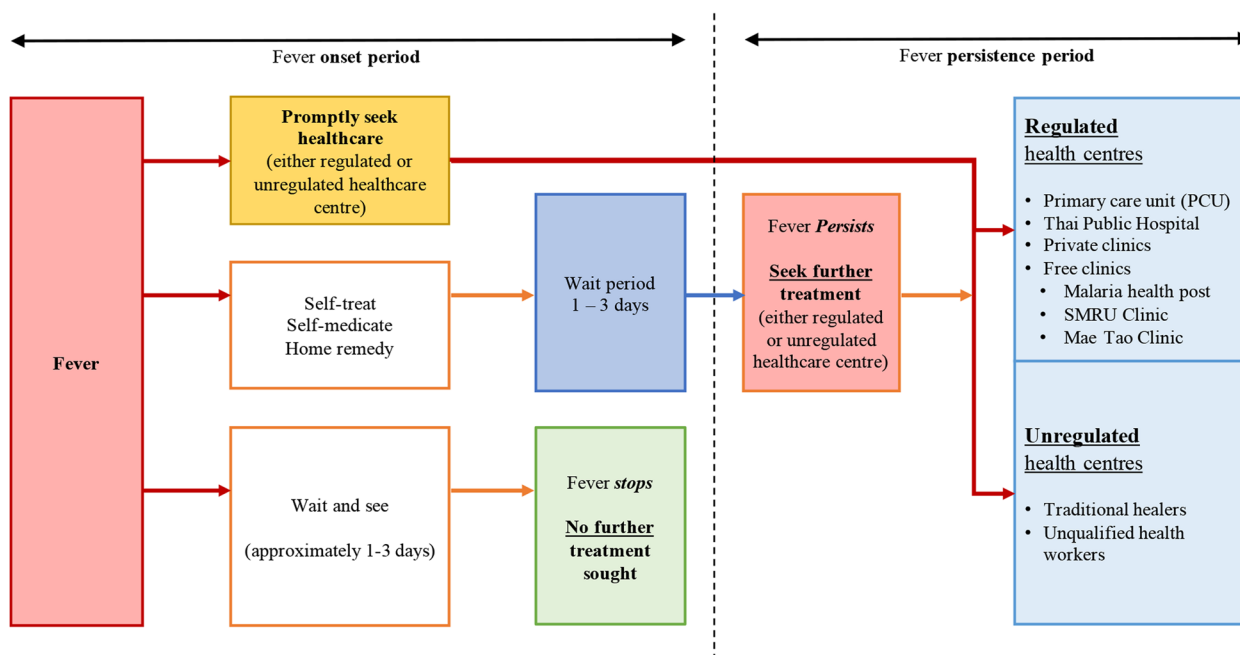 Fever onset period
Fever persistence period
Fever
Promptly seek
healthcare
(either regulated or
unregulated healthcare
centre)
Self-treat
Self-medicate
Home remedy
Wait and see
(approximately 1-3 days)
Wait period
1 – 3 days
Fever stops
No further
treatment
sought
Fever Persists
Seek further
treatment
(either regulated
or unregulated
healthcare centre)
Regulated
health centres
• Primary care unit (PCU)
• Thai Public Hospital
• Private clinics
• Free clinics
• Malaria health post
• SMRU Clinic
• Mae Tao Clinic
Unregulated
health centres
• Traditional healers
• Unqualified health
workers